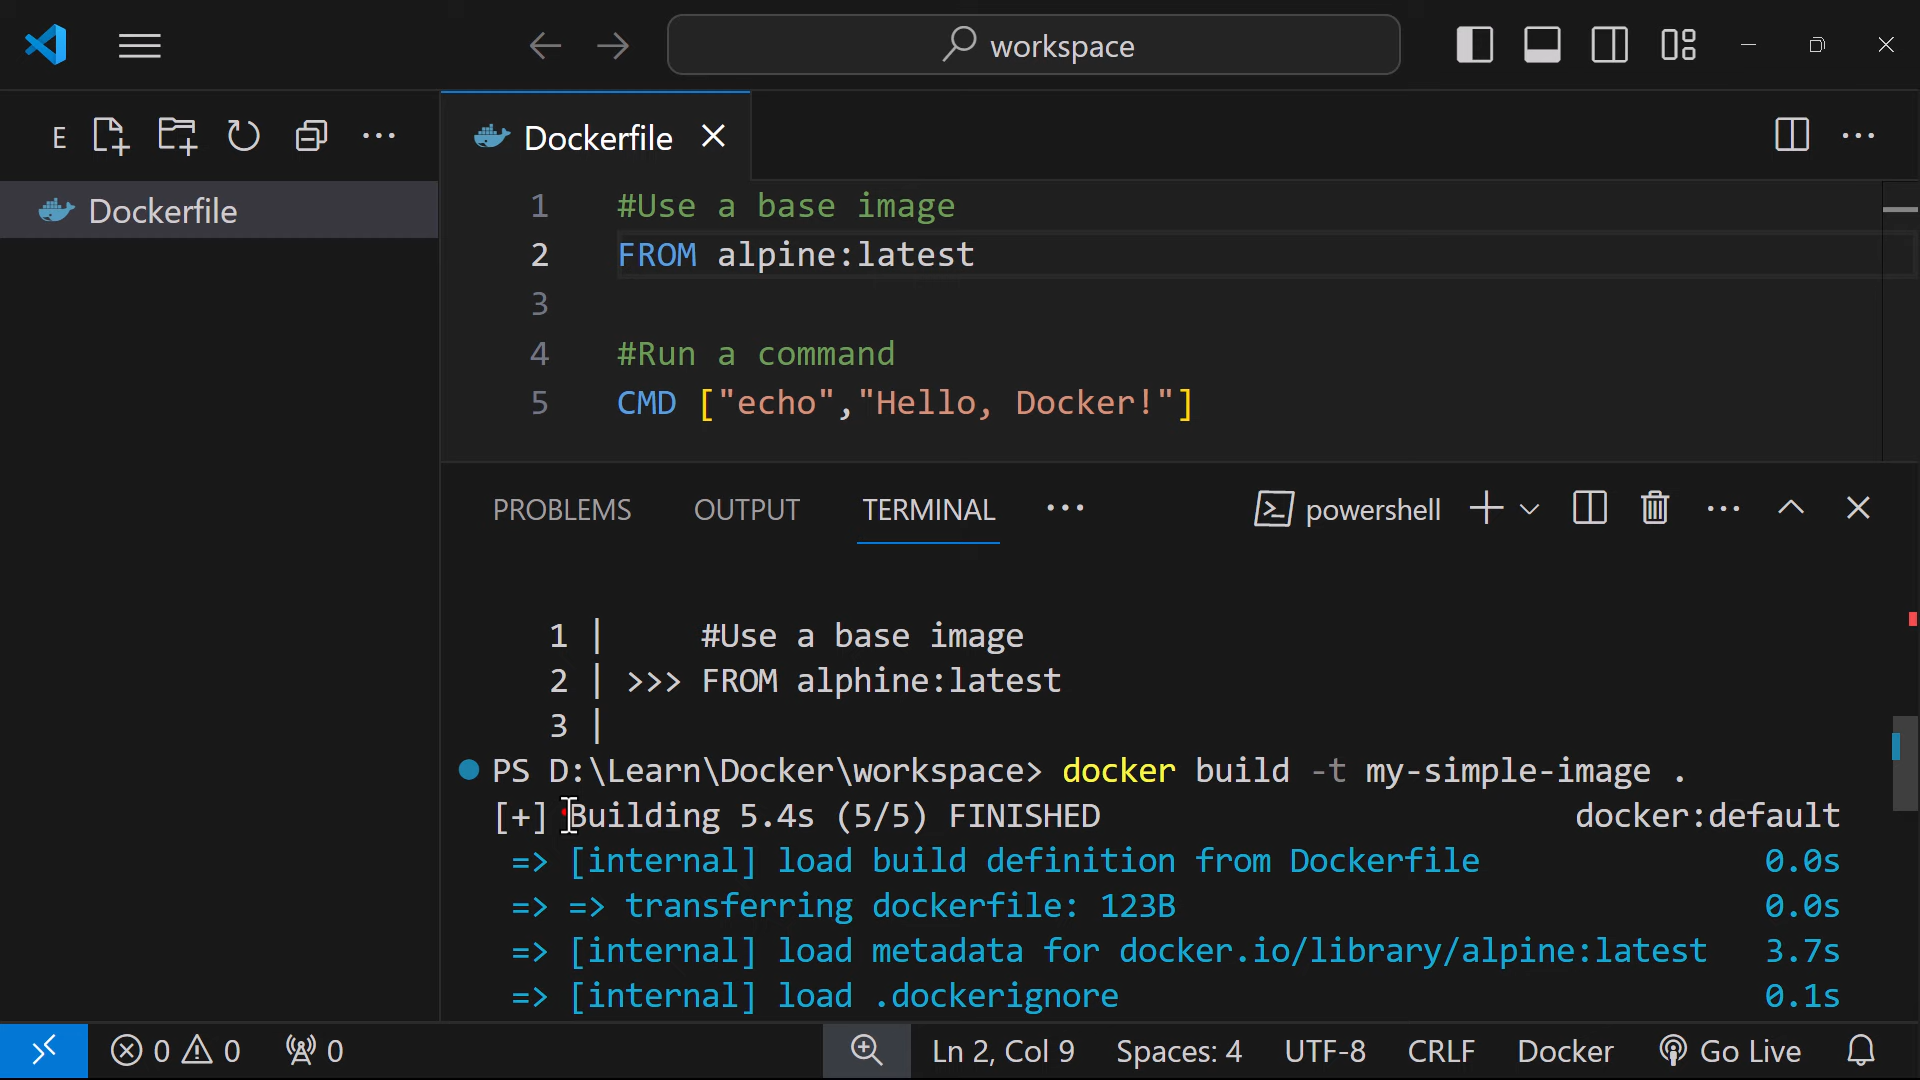 workspace
E
Dockerfile
Dockerfile
1 #Use a base image
2 FROM alpine:latest
3
4 #Run a command
5 CMD ["echo","Hello, Docker!"]
PROBLEMS OUTPUT TERMINAL ... powershell
1 | #Use a base image
2 | >>> FROM alphine:latest
3 |
PS D:\Learn\Docker\workspace> docker build -t my-simple-image .
[+] Building 5.4s (5/5) FINISHED docker:default
=> [internal] load build definition from Dockerfile 0.0s
=> => transferring dockerfile: 123B 0.0s
=> [internal] load metadata for docker.io/library/alpine:latest 3.7s
=> [internal] load .dockerignore 0.1s
0 0 0 Ln 2, Col 9 Spaces: 4 UTF-8 CRLF Docker Go Live